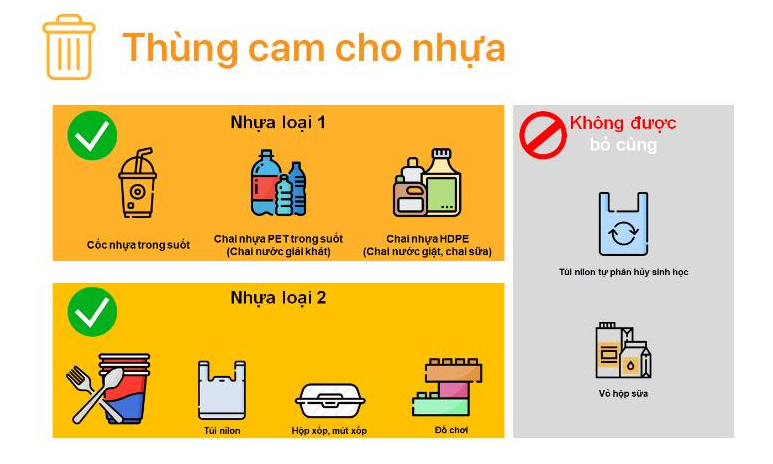 Thùng cam cho nhựa
Nhựa loại 1
Cốc nhựa trong suốt
Chai nhựa PET trong suốt
(Chai nước giải khát)
Chai nhựa HDPE
(Chai nước giặt, chai sữa)
Nhựa loại 2
Túi nilon
Hộp xốp, mút xốp
Đồ chơi
Không được
bỏ cùng
Túi nilon tự phân hủy sinh học
Vỏ hộp sữa